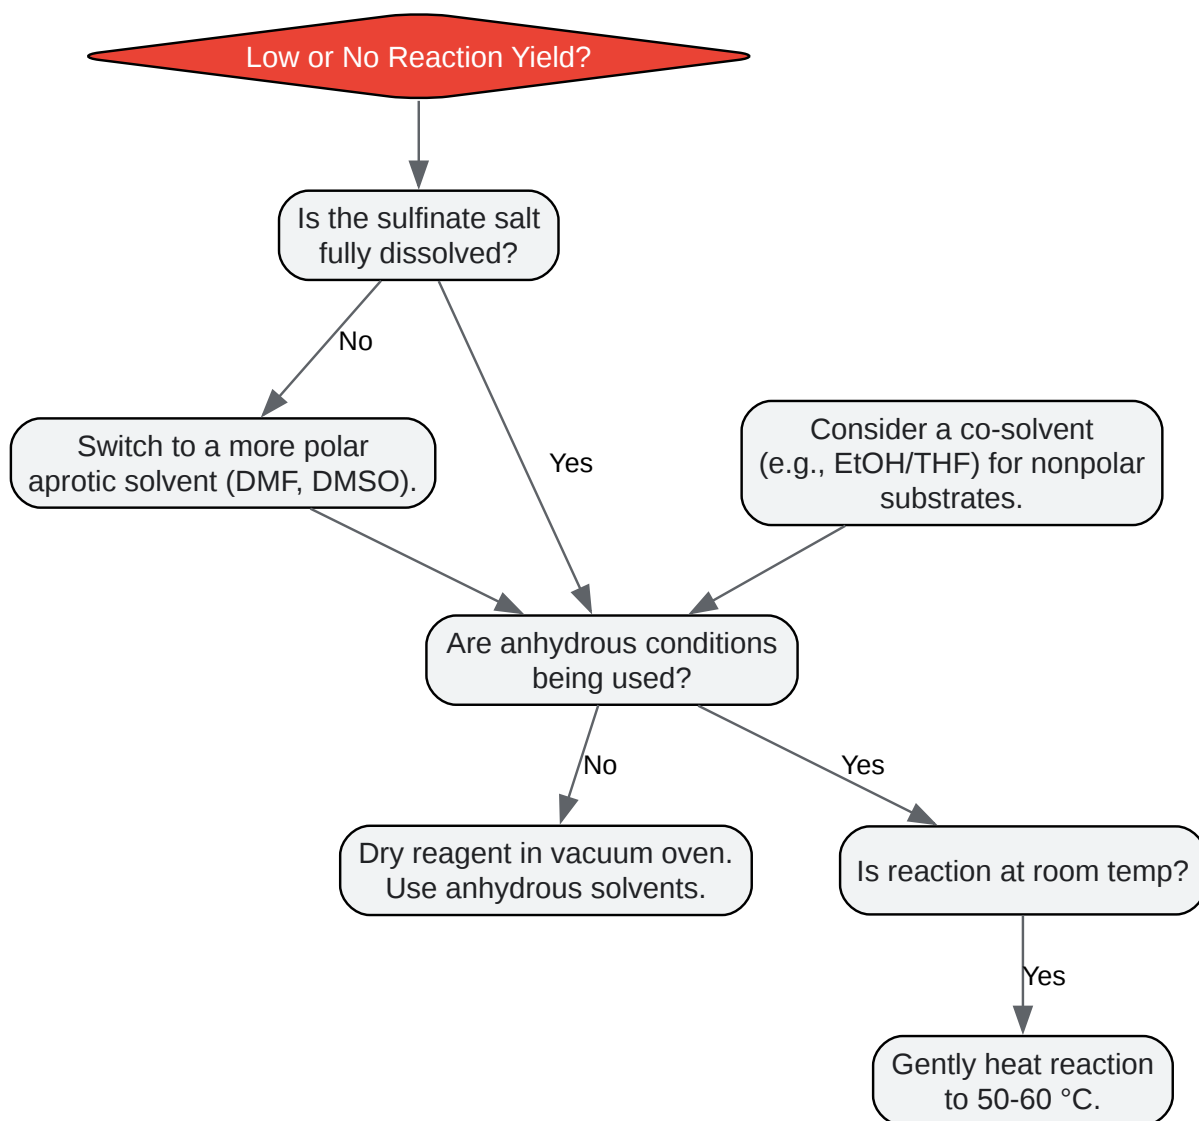 Low or No Reaction Yield?
Is the sulfinate salt
fully dissolved?
No
Yes
Switch to a more polar
aprotic solvent (DMF, DMSO).
Consider a co-solvent
(e.g., EtOH/THF) for nonpolar
substrates.
Are anhydrous conditions
being used?
No
Yes
Dry reagent in vacuum oven.
Use anhydrous solvents.
Is reaction at room temp?
Yes
Gently heat reaction
to 50-60 °C.